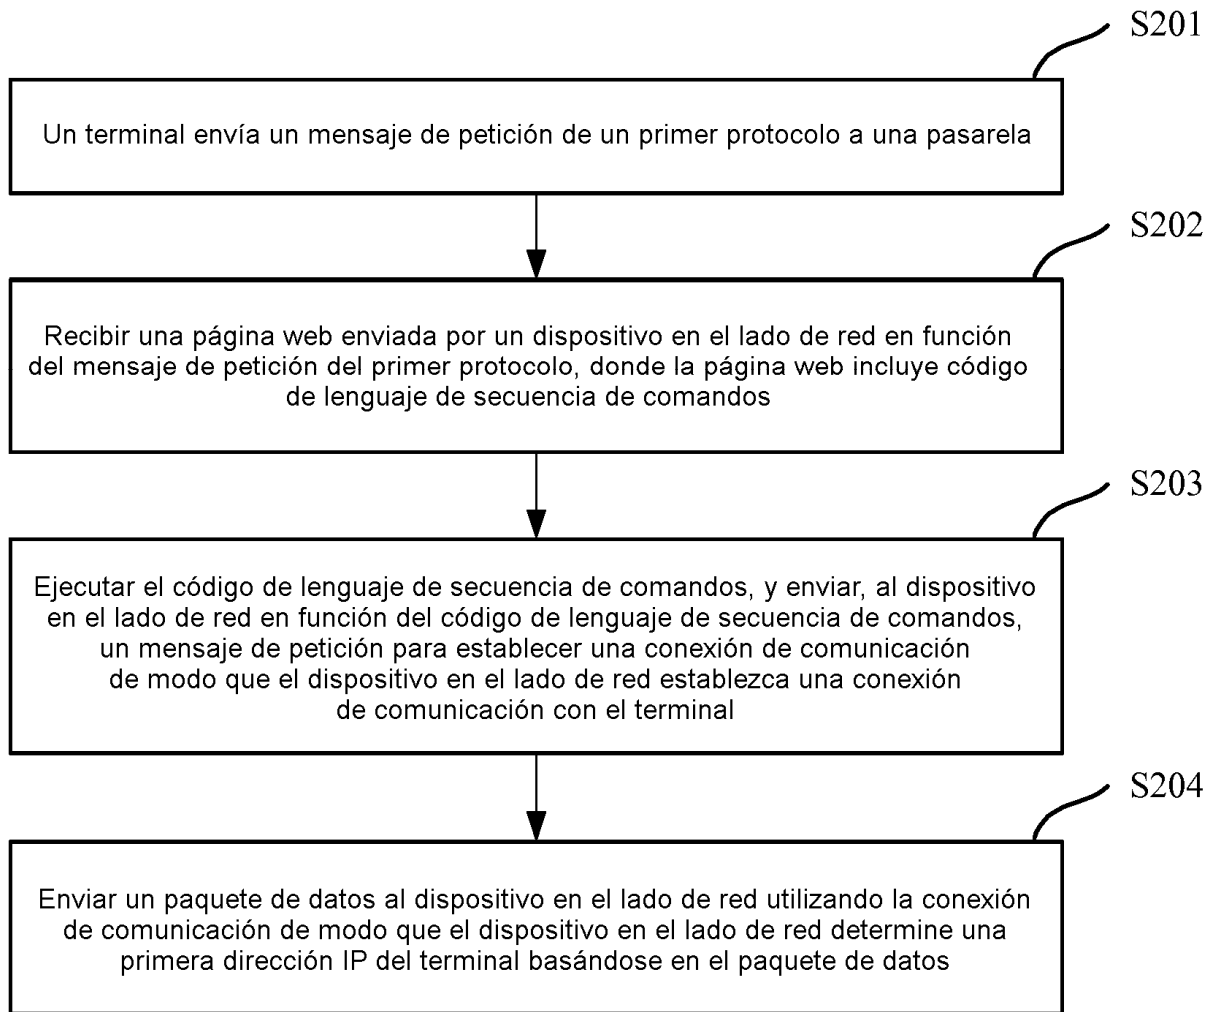 S201
Un terminal envía un mensaje de petición de un primer protocolo a una pasarela
S202
Recibir una página web enviada por un dispositivo en el lado de red en función
del mensaje de petición del primer protocolo, donde la página web incluye código
de lenguaje de secuencia de comandos
S203
Ejecutar el código de lenguaje de secuencia de comandos, y enviar, al dispositivo
en el lado de red en función del código de lenguaje de secuencia de comandos,
un mensaje de petición para establecer una conexión de comunicación
de modo que el dispositivo en el lado de red establezca una conexión
de comunicación con el terminal
S204
Enviar un paquete de datos al dispositivo en el lado de red utilizando la conexión
de comunicación de modo que el dispositivo en el lado de red determine una
primera dirección IP del terminal basándose en el paquete de datos